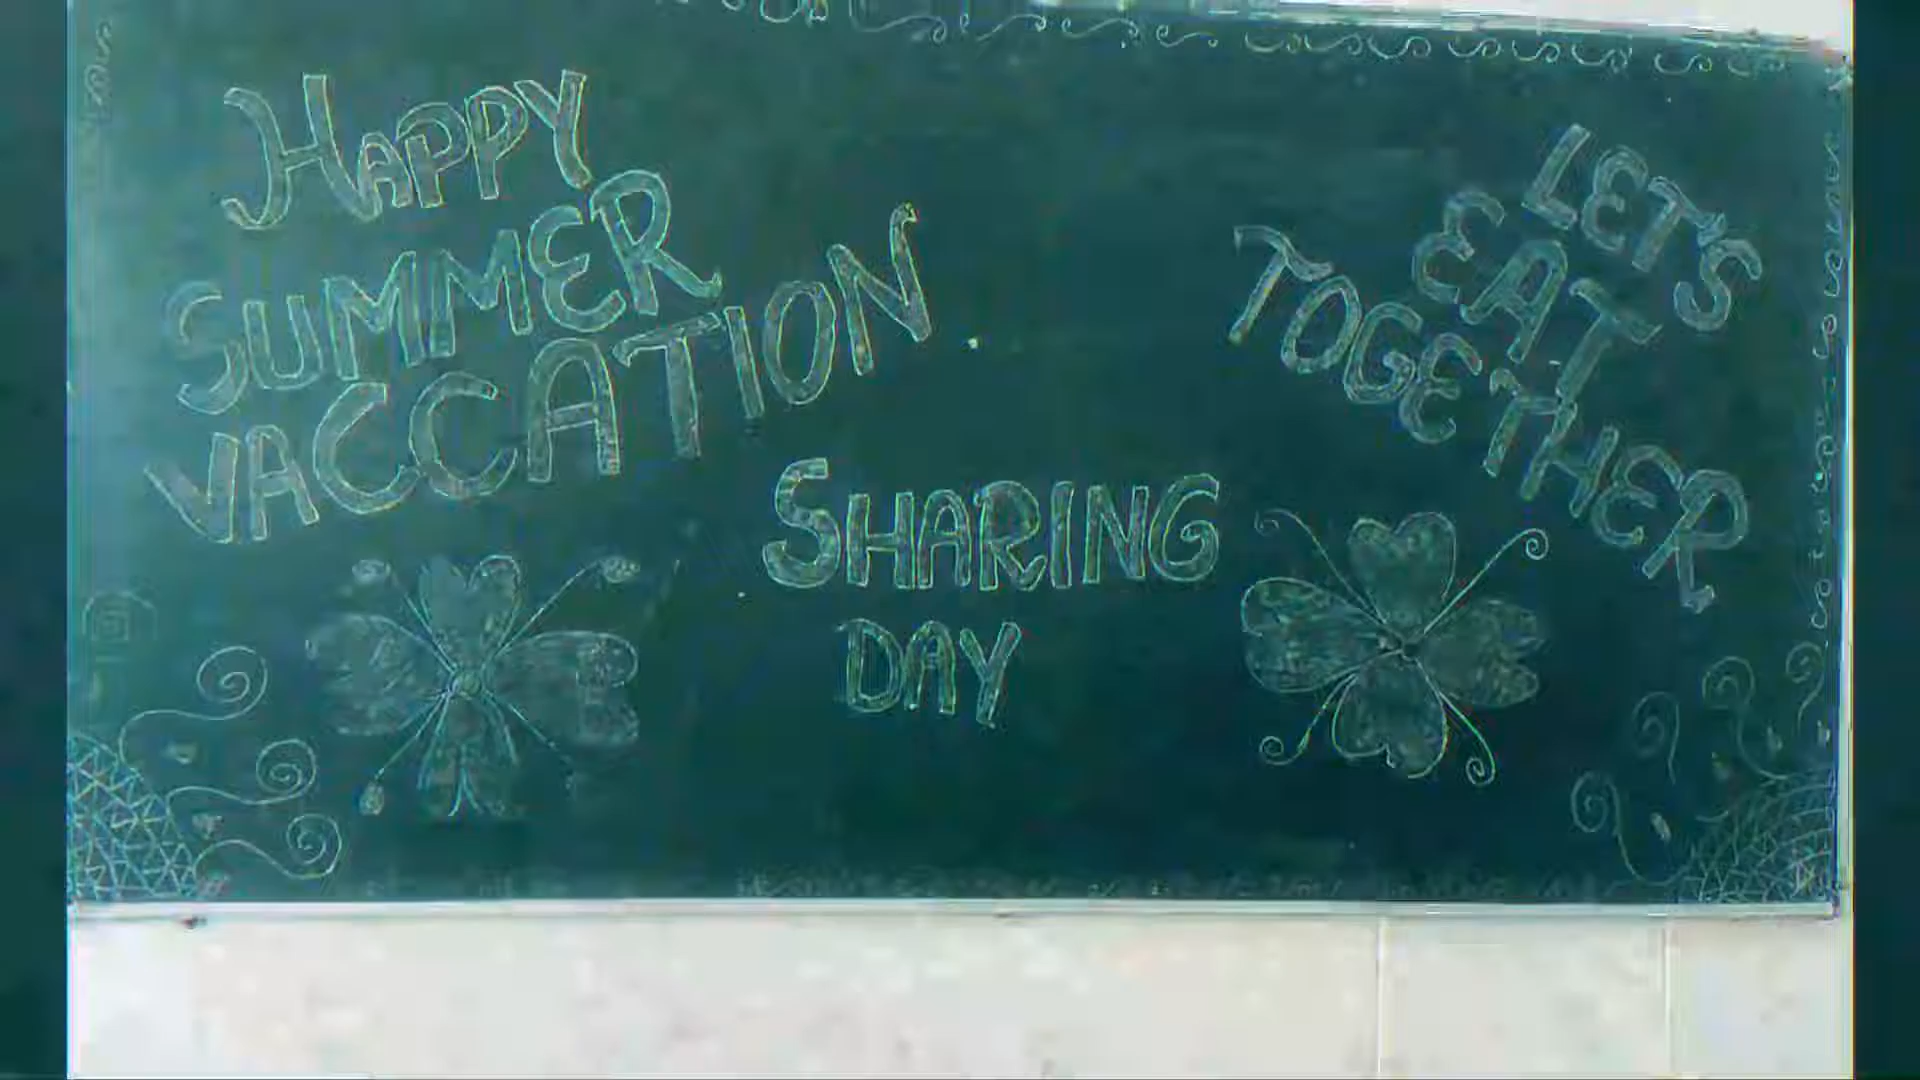 HAPPY
SUMMER
VACCATION
SHARING
DAY
LET'S
EAT
TOGETHER